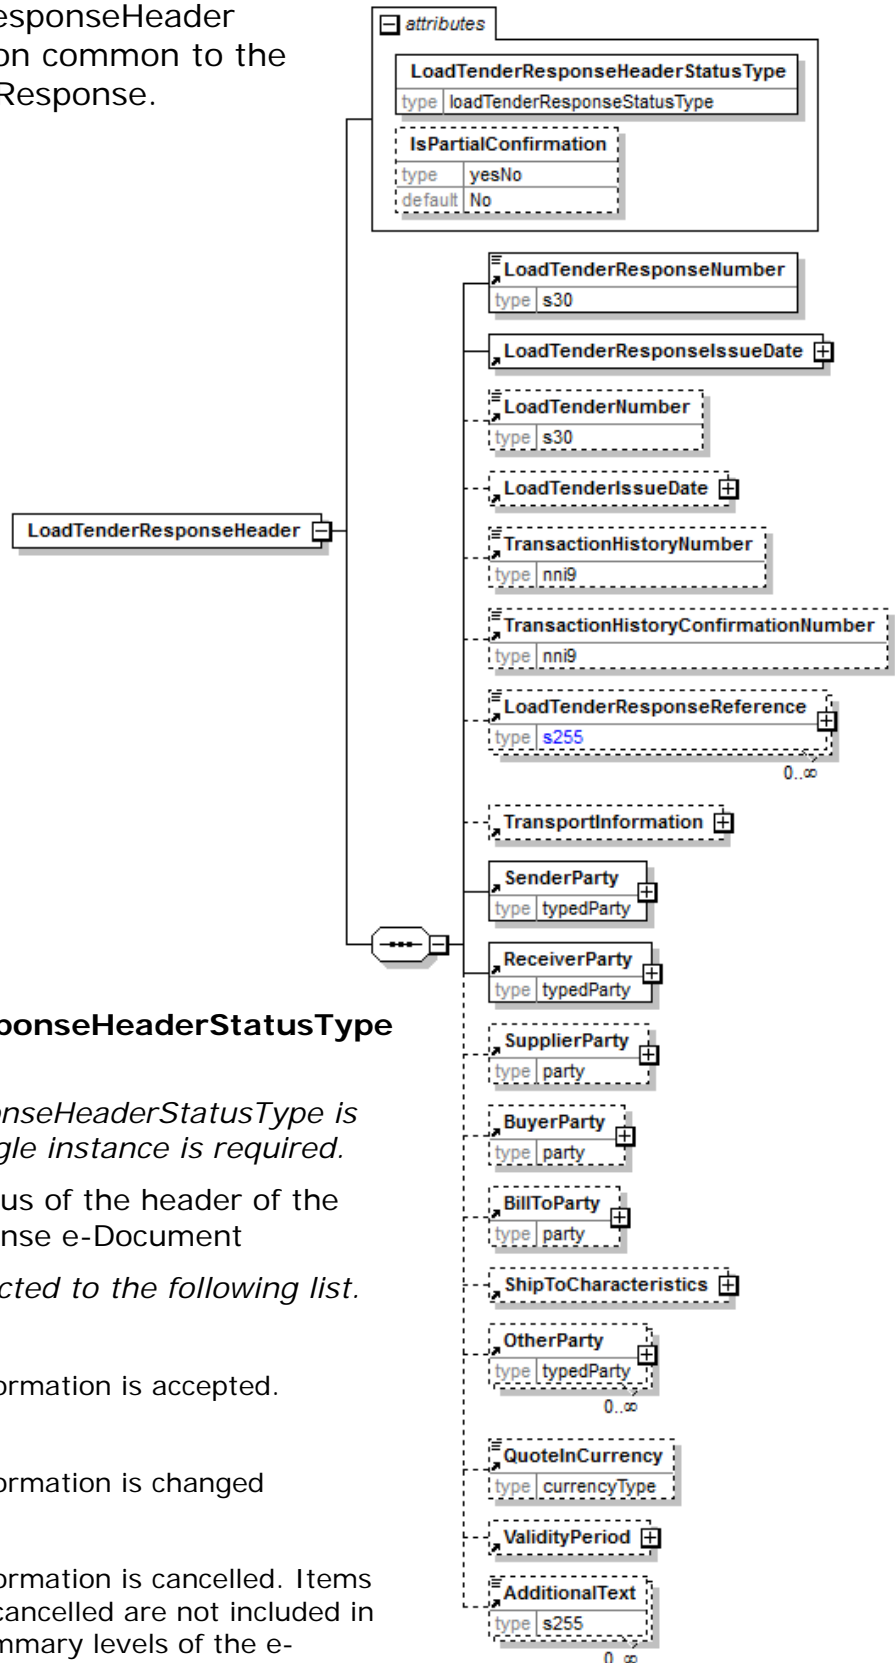 esponseHeader
on common to the
Response.
attributes
LoadTenderResponseHeaderStatusType
type loadTenderResponseStatusType
IsPartialConfirmation
type yesNo
default No
LoadTenderResponseNumber
type s30
LoadTenderResponseIssueDate
LoadTenderNumber
type s30
LoadTenderIssueDate
LoadTenderResponseHeader
TransactionHistoryNumber
type nni9
TransactionHistoryConfirmationNumber
type nni9
LoadTenderResponseReference
type s255
0..∞
TransportInformation
SenderParty
type typedParty
ReceiverParty
type typedParty
SupplierParty
type party
BuyerParty
type party
BillToParty
type party
ShipToCharacteristics
OtherParty
type typedParty
0..∞
QuoteInCurrency
type currencyType
ValidityPeriod
AdditionalText
type s255
0..∞
ponseHeaderStatusType
onseHeaderStatusType is
gle instance is required.
us of the header of the
nse e-Document
cted to the following list.
ormation is accepted.
ormation is changed
ormation is cancelled. Items
cancelled are not included in
mmary levels of the e-